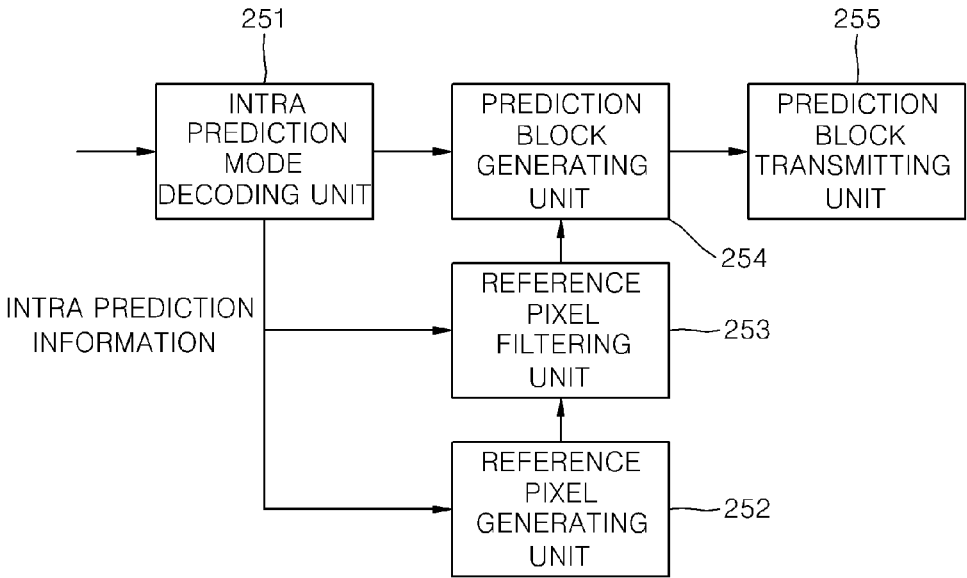 251
255
INTRA
PREDICTION
MODE
DECODING UNIT
PREDICTION
BLOCK
GENERATING
UNIT
PREDICTION
BLOCK
TRANSMITTING
UNIT
254
INTRA PREDICTION
INFORMATION
REFERENCE
PIXEL
FILTERING
UNIT
253
REFERENCE
PIXEL
GENERATING
UNIT
252